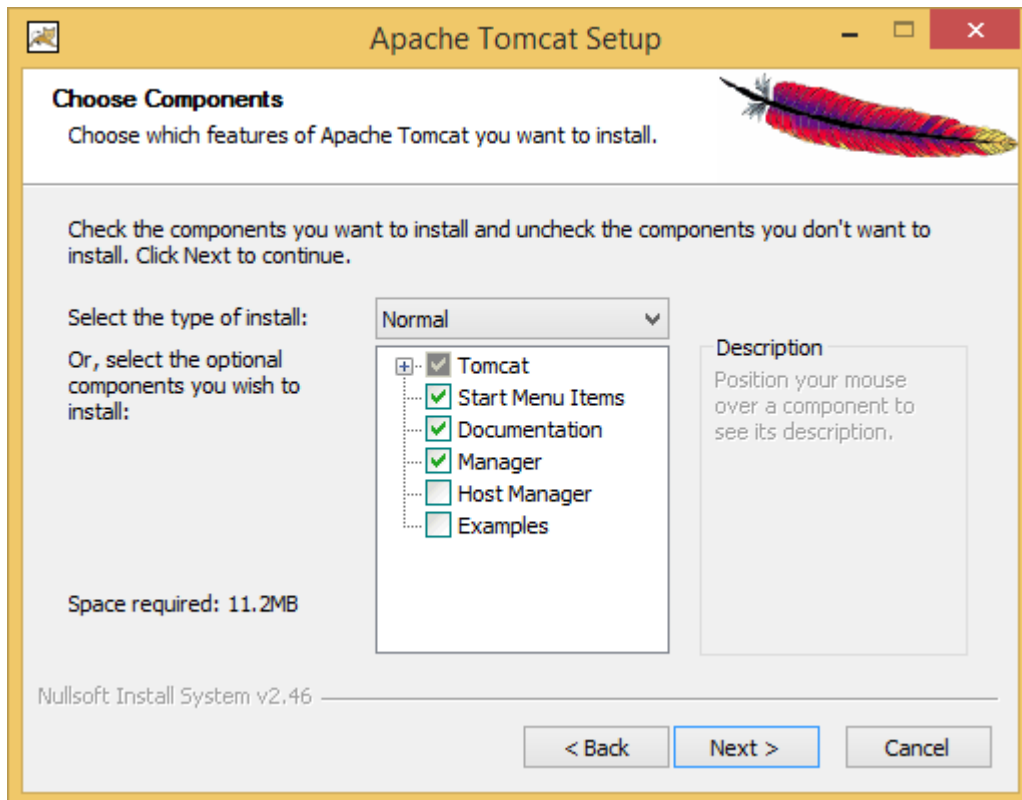 Apache Tomcat Setup
Choose Components
Choose which features of Apache Tomcat you want to install.
Check the components you want to install and uncheck the components you don't want to
install. Click Next to continue.
Select the type of install:
Normal
Or, select the optional
components you wish to
install:
Tomcat
Start Menu Items
Documentation
Manager
Host Manager
Examples
Description
Position your mouse
over a component to
see its description.
Space required: 11.2MB
Nullsoft Install System v2.46
< Back
Next >
Cancel